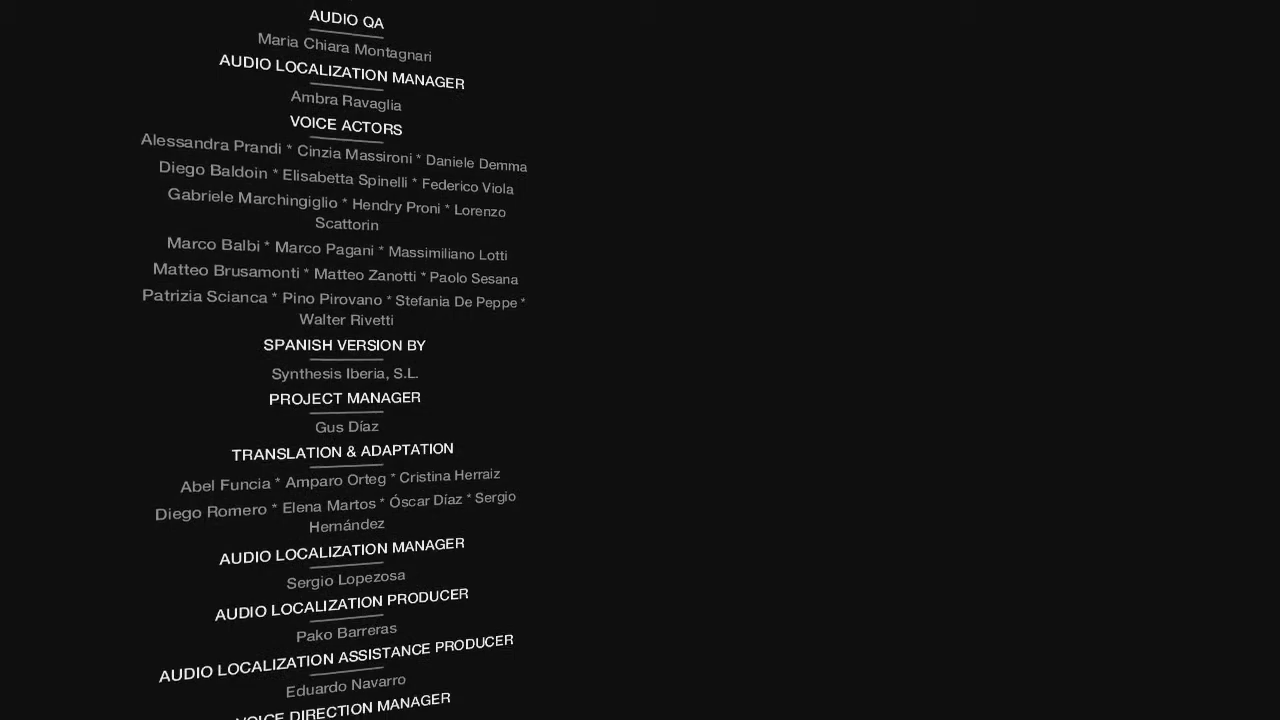 AUDIO QA
Maria Chiara Montagnari
AUDIO LOCALIZATION MANAGER
Ambra Ravaglia
VOICE ACTORS
Alessandra Prandi * Cinzia Massironi * Daniele Demma
Diego Baldoin * Elisabetta Spinelli * Federico Viola
Gabriele Marchingiglio * Hendry Proni * Lorenzo
Scattorin
Marco Balbi * Marco Pagani * Massimiliano Lotti
Matteo Brusamonti * Matteo Zanotti * Paolo Sesana
Patrizia Scianca * Pino Pirovano * Stefania De Peppe *
Walter Rivetti
SPANISH VERSION BY
Synthesis Iberia, S.L.
PROJECT MANAGER
Gus Díaz
TRANSLATION & ADAPTATION
Abel Funcia * Amparo Orteg * Cristina Herraiz
Diego Romero * Elena Martos * Óscar Díaz * Sergio
Hernández
AUDIO LOCALIZATION MANAGER
Sergio Lopezosa
AUDIO LOCALIZATION PRODUCER
Pako Barreras
AUDIO LOCALIZATION ASSISTANCE PRODUCER
Eduardo Navarro
VOICE DIRECTION MANAGER